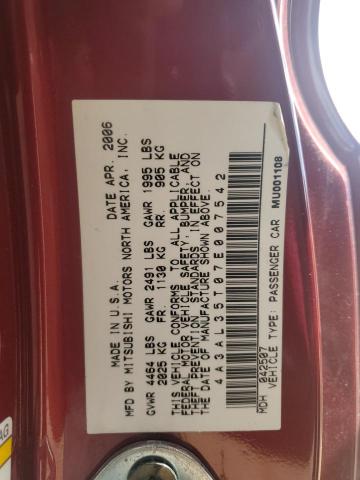 MADE IN U.S.A. DATE APR. 2006
MFD. BY MITSUBISHI MOTORS NORTH AMERICA, INC.
GVWR 4464 LBS GAWR 2491 LBS GAWR 1995 LBS
2025 KG FR. 1130 KG RR. 905 KG
THIS VEHICLE CONFORMS TO ALL APPLICABLE
FEDERAL MOTOR VEHICLE SAFETY, BUMPER, AND
THEFT PREVENTION STANDARDS IN EFFECT ON
THE DATE OF MANUFACTURE SHOWN ABOVE.
4A3AL35T07E007542
MDH 042607
VEHICLE TYPE: PASSENGER CAR MU001108
AG